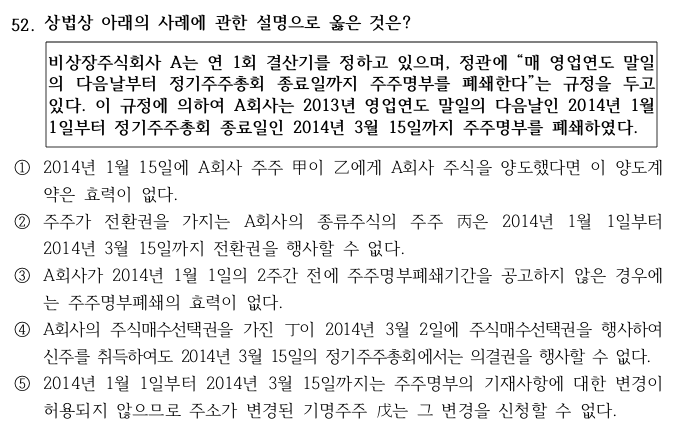 52. 상법상 아래의 사례에 관한 설명으로 옳은 것은?
비상장주식회사 A는 연 1회 결산기를 정하고 있으며, 정관에 “매 영업연도 말일
의 다음날부터 정기주주총회 종료일까지 주주명부를 폐쇄한다”는 규정을 두고
있다. 이 규정에 의하여 A회사는 2013년 영업연도 말일의 다음날인 2014년 1월
1일부터 정기주주총회 종료일인 2014년 3월 15일까지 주주명부를 폐쇄하였다.
① 2014년 1월 15일에 A회사 주주 甲이 乙에게 A회사 주식을 양도했다면 이 양도계
약은 효력이 없다.
② 주주가 전환권을 가지는 A회사의 종류주식의 주주 丙은 2014년 1월 1일부터
2014년 3월 15일까지 전환권을 행사할 수 없다.
③ A회사가 2014년 1월 1일의 2주간 전에 주주명부폐쇄기간을 공고하지 않은 경우에
는 주주명부폐쇄의 효력이 없다.
④ A회사의 주식매수선택권을 가진 丁이 2014년 3월 2일에 주식매수선택권을 행사하여
신주를 취득하여도 2014년 3월 15일의 정기주주총회에서는 의결권을 행사할 수 없다.
⑤ 2014년 1월 1일부터 2014년 3월 15일까지는 주주명부의 기재사항에 대한 변경이
허용되지 않으므로 주소가 변경된 기명주주 戊는 그 변경을 신청할 수 없다.